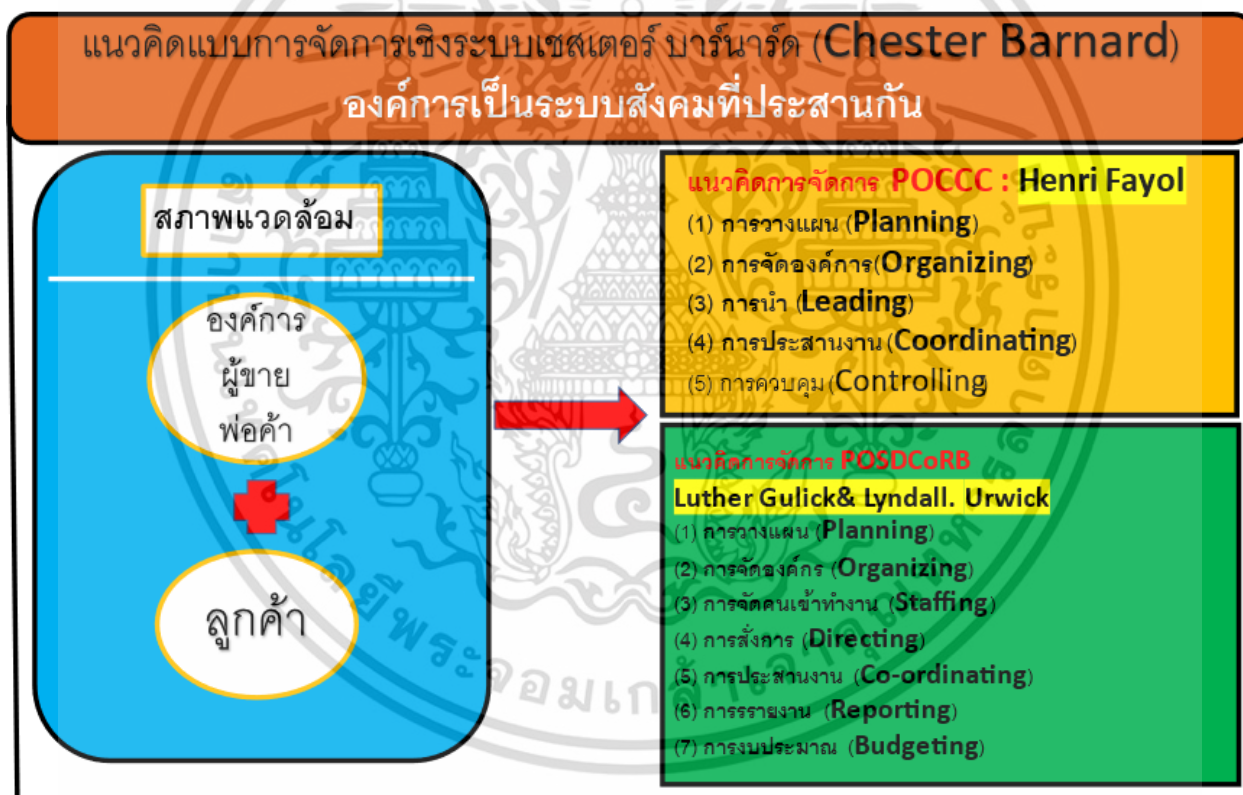 แนวคิดแบบการจัดการเชิงระบบเชสเตอร์ บาร์นาร์ด (Chester Barnard)
องค์การเป็นระบบสังคมที่ประสานกัน
สภาพแวดล้อม
องค์การ
ผู้ขาย
พ่อค้า
ลูกค้า
แนวคิดการจัดการ POCCC : Henri Fayol
(1) การวางแผน (Planning)
(2) การจัดองค์การ(Organizing)
(3) การนำ (Leading)
(4) การประสานงาน (Coordinating)
(5) การควบคุม (Controlling
แนวคิดการจัดการ POSDCoRB
Luther Gulick& Lyndall. Urwick
(1) การวางแผน (Planning)
(2) การจัดองค์กร (Organizing)
(3) การจัดคนเข้าทำงาน (Staffing)
(4) การสั่งการ (Directing)
(5) การประสานงาน (Co-ordinating)
(6) การรรายงาน (Reporting)
(7) การงบประมาณ (Budgeting)